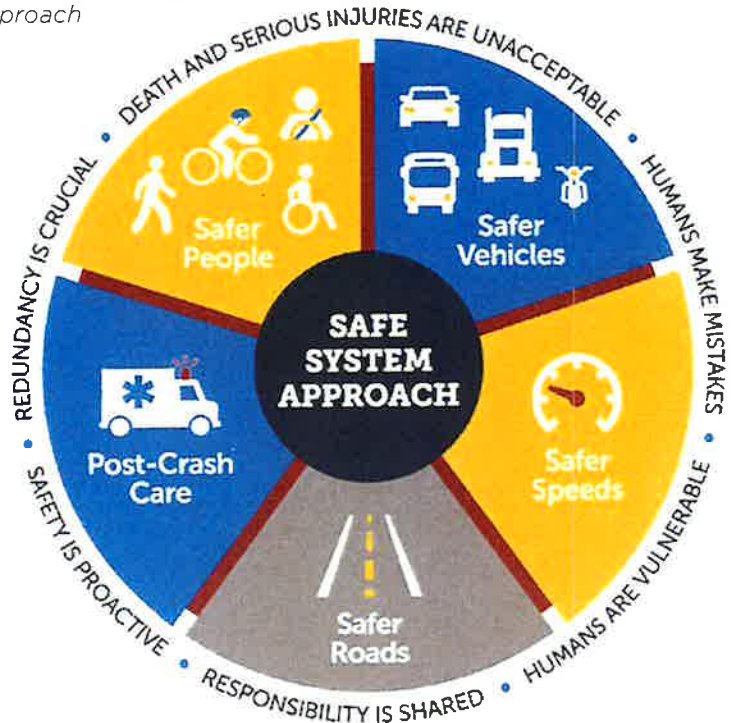 proach
DEATH AND SERIOUS INJURIES ARE UNACCEPTABLE
HUMANS MAKE MISTAKES
HUMANS ARE VULNERABLE
RESPONSIBILITY IS SHARED
SAFETY IS PROACTIVE
REDUNDANCY IS CRUCIAL
Safer
People
Safer
Vehicles
SAFE
SYSTEM
APPROACH
Safer
Speeds
Safer
Roads
Post-Crash
Care